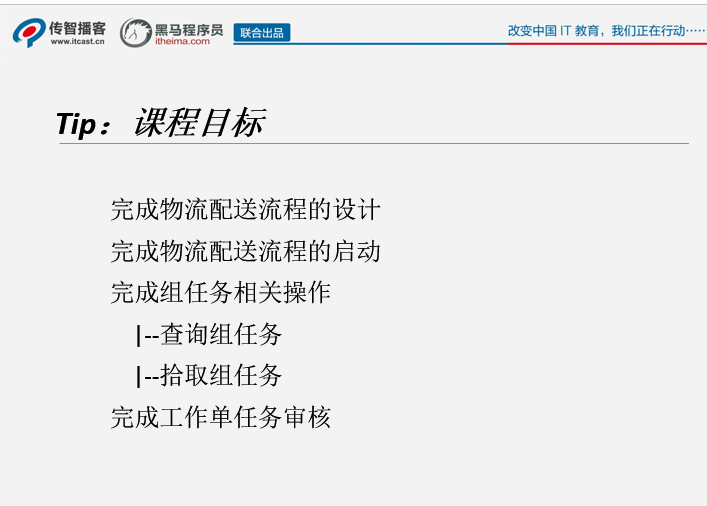 传智播客
www.itcast.cn
黑马程序员
itheima.com
联合出品
改变中国 IT 教育，我们正在行动……
Tip：课程目标
完成物流配送流程的设计
完成物流配送流程的启动
完成组任务相关操作
|--查询组任务
|--拾取组任务
完成工作单任务审核